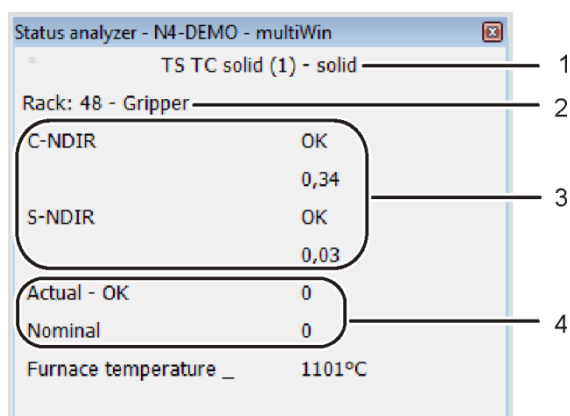 Status analyzer - N4-DEMO - multiWin
* TS TC solid (1) - solid 1
Rack: 48 - Gripper 2
C-NDIR OK
0,34
3
S-NDIR OK
0,03
Actual - OK 0
4
Nominal 0
Furnace temperature _ 1101°C